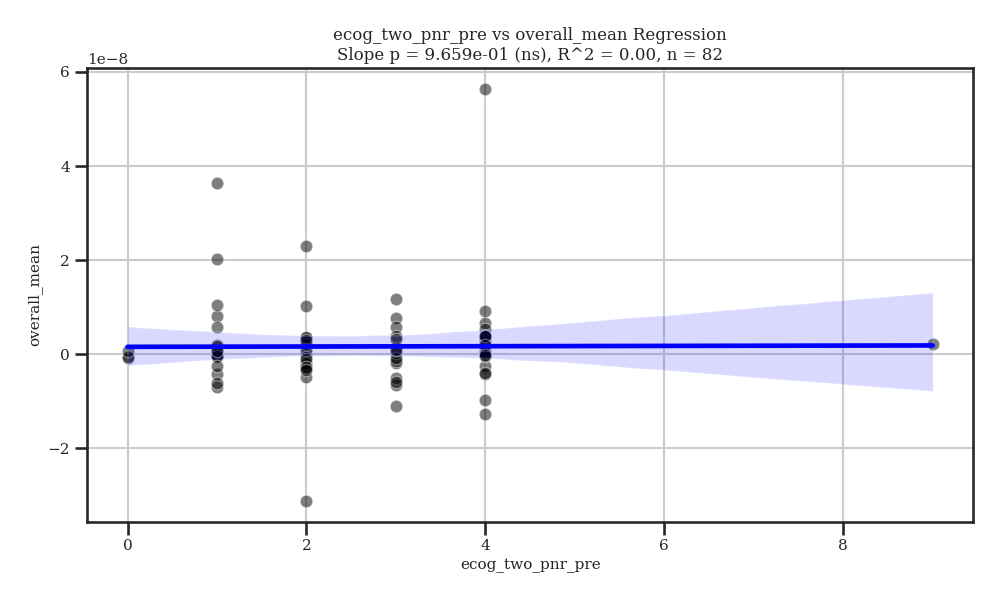 ecog_two_pnr_pre vs overall_mean Regression
Slope p = 9.659e-01 (ns), R^2 = 0.00, n = 82
1e−8
6
4
2
0
−2
overall_mean
0 2 4 6 8
ecog_two_pnr_pre